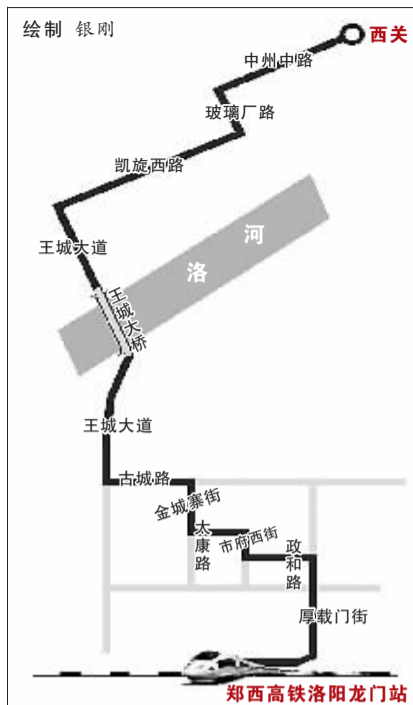 绘制 银刚
西关
中州中路
玻璃厂路
凯旋西路
河
洛
王城大道
王城大桥
王城大道
古城路
金城寨街
太康路
市府西街
政和路
厚载门街
郑西高铁洛阳龙门站